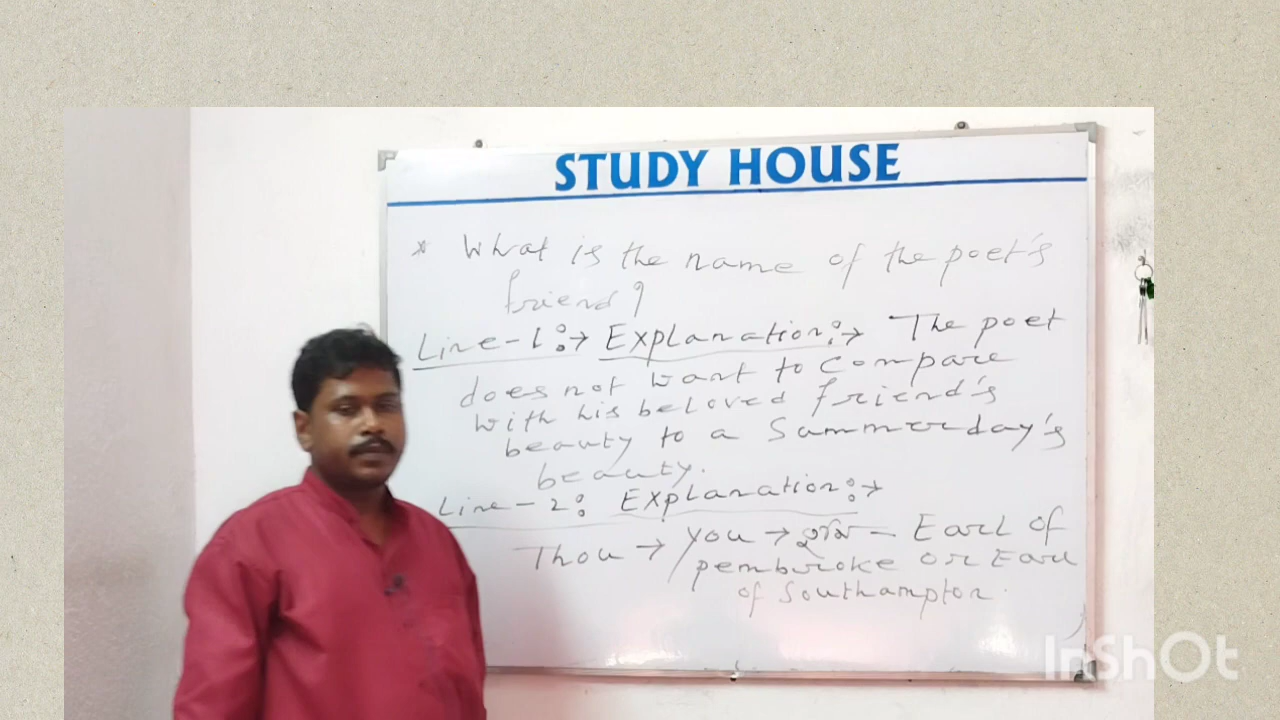 STUDY HOUSE
* What is the name of the poet's
friend?
Line-1:→ Explanation:→ The poet
does not want to compare
with his beloved friend's
beauty to a Summerday's
beauty.
Line-2: Explanation:→
Thou → you → তুমি - Earl of
pembroke or Earl
of Southampton.
InShOt